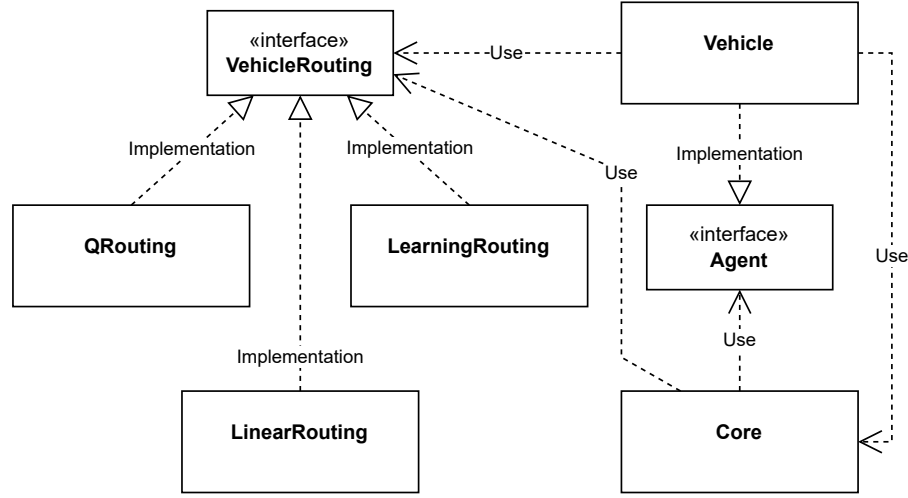 «interface»
VehicleRouting
Vehicle
Use
Implementation
Implementation
Implementation
Use
QRouting
LearningRouting
«interface»
Agent
Use
Use
Implementation
LinearRouting
Core